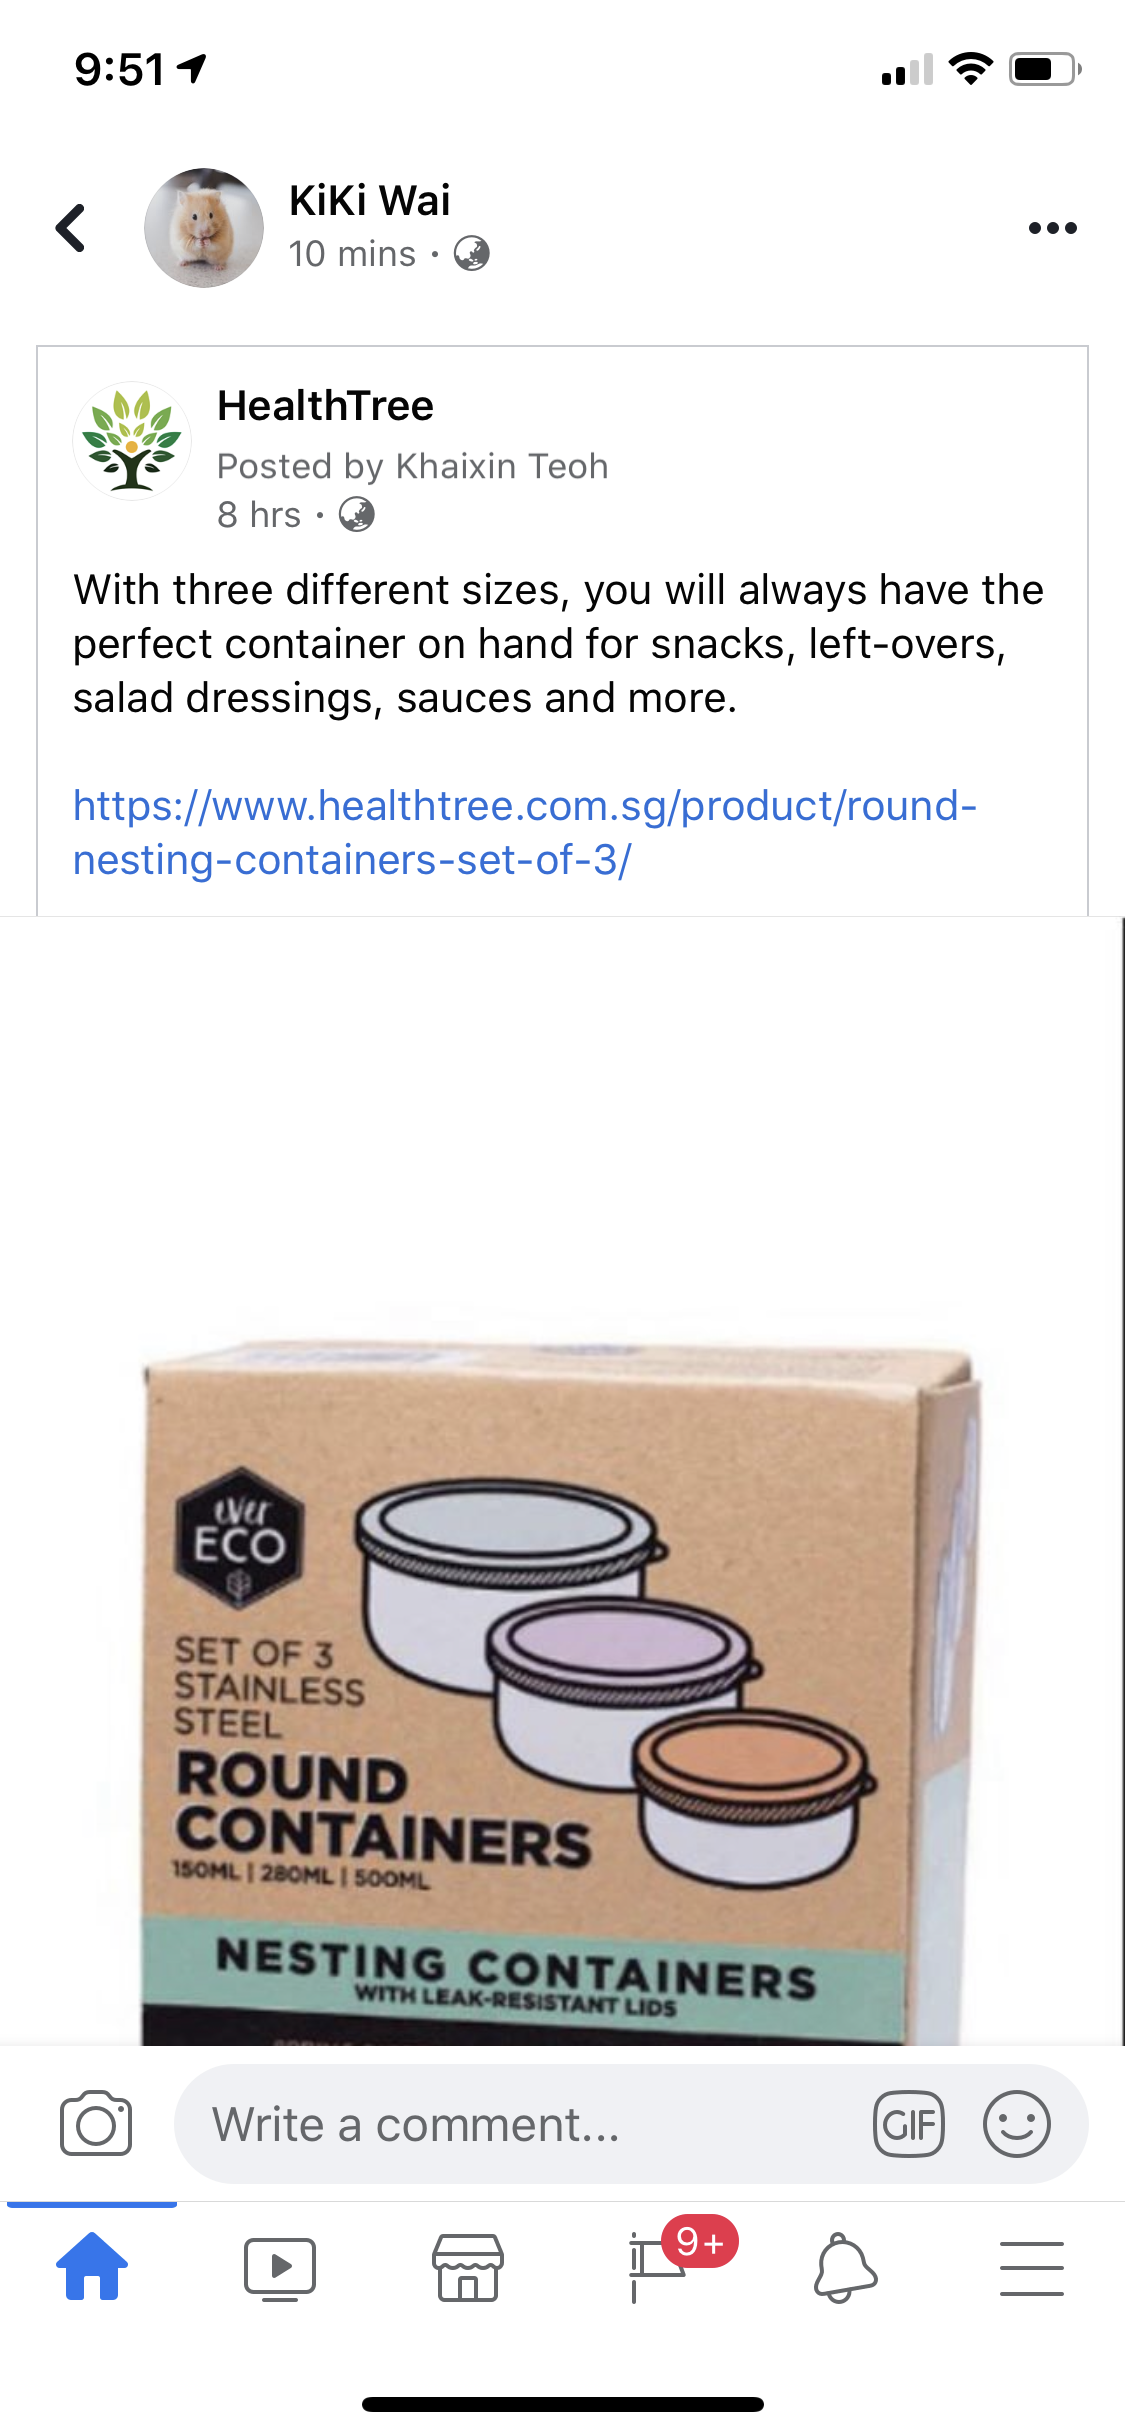 9:51
KiKi Wai
10 mins ·
HealthTree
Posted by Khaixin Teoh
8 hrs ·
With three different sizes, you will always have the
perfect container on hand for snacks, left-overs,
salad dressings, sauces and more.
https://www.healthtree.com.sg/product/round-
nesting-containers-set-of-3/
ever
ECO
SET OF 3
STAINLESS
STEEL
ROUND
CONTAINERS
150ML | 280ML | 500ML
NESTING CONTAINERS
WITH LEAK-RESISTANT LIDS
Write a comment...
GIF
9+